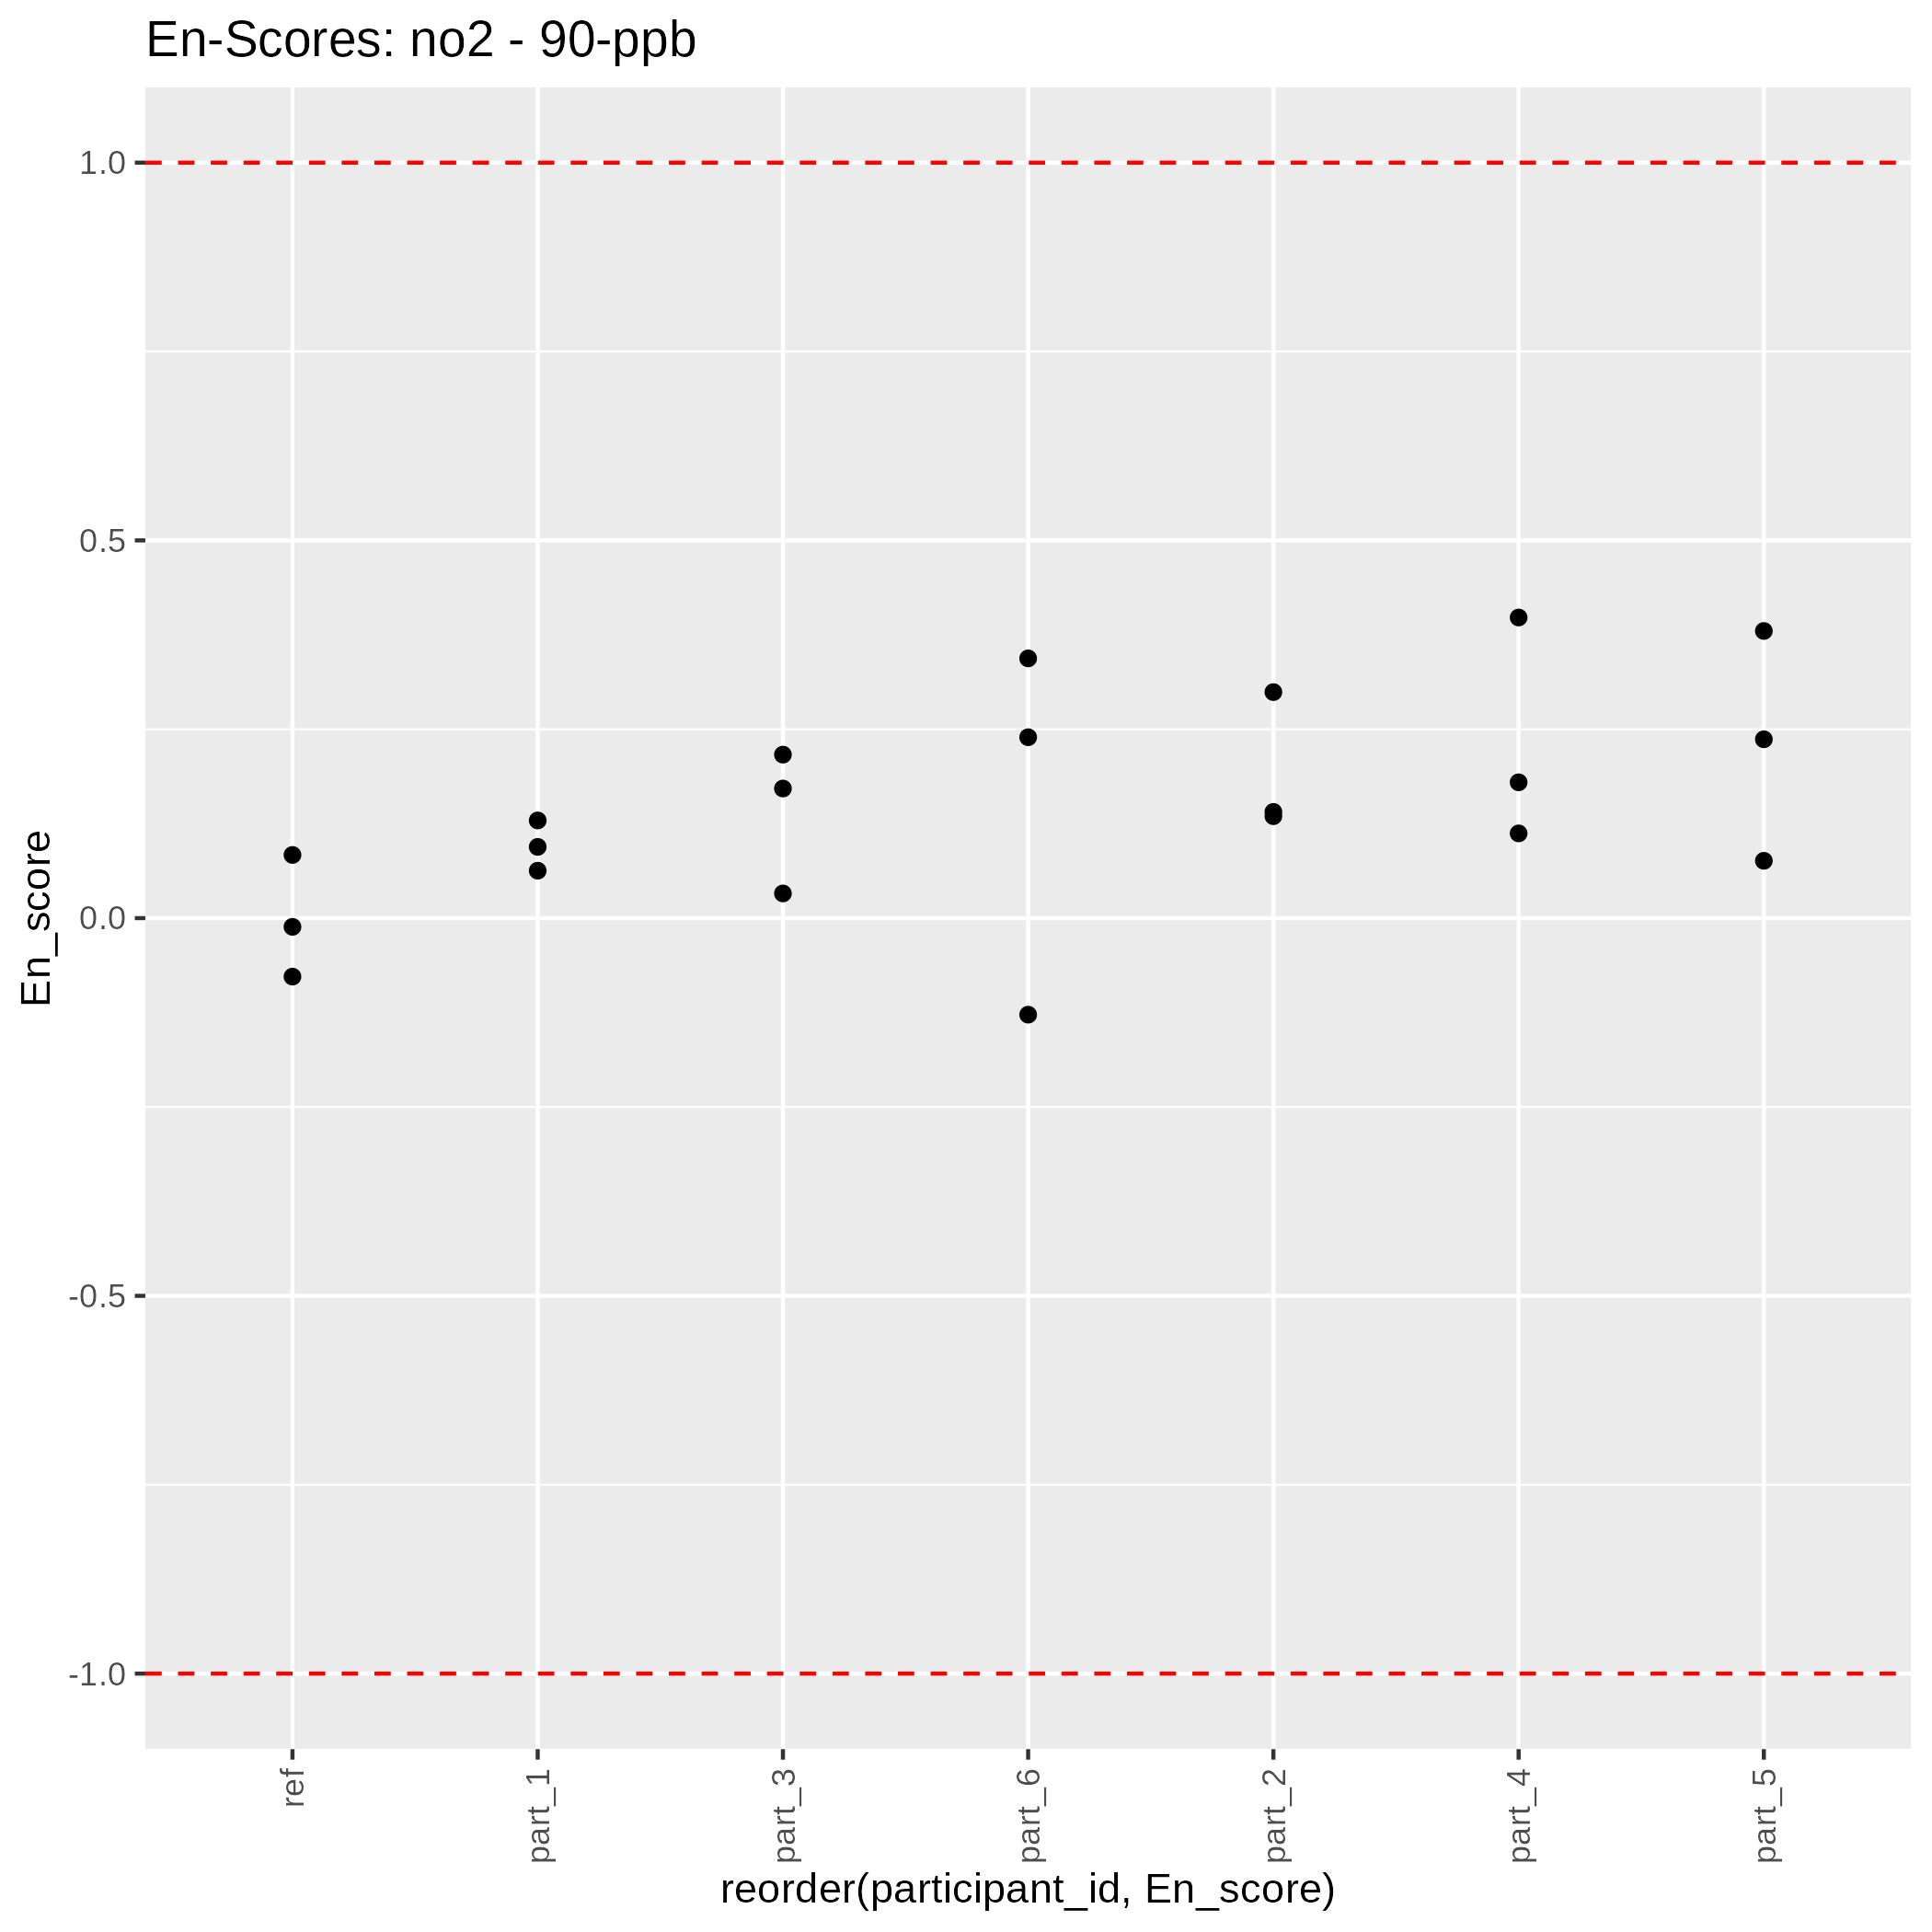 En-Scores: no2 - 90-ppb
1.0
0.5
0.0
-0.5
-1.0
En_score
ref
part_1
part_3
part_6
part_2
part_4
part_5
reorder(participant_id, En_score)